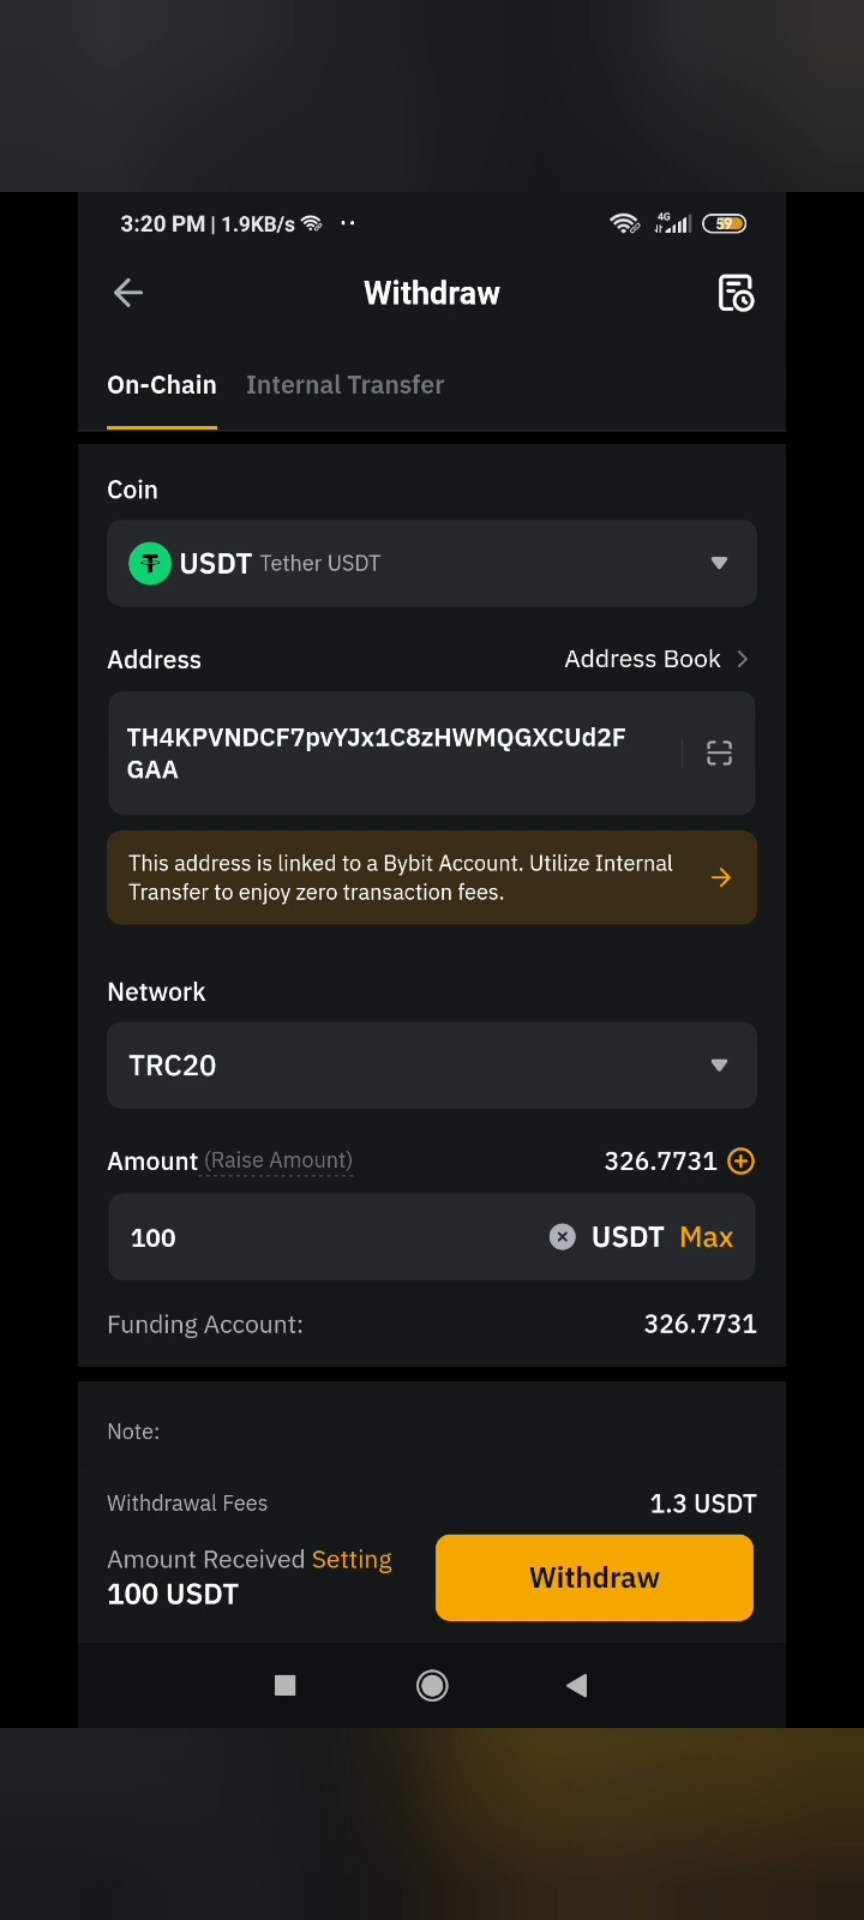 3:20 PM | 1.9KB/s ··
4G
59
Withdraw
On-Chain Internal Transfer
Coin
USDT Tether USDT
Address Address Book
TH4KPVNDCF7pvYJx1C8zHWMQGXCUd2F
GAA
This address is linked to a Bybit Account. Utilize Internal
Transfer to enjoy zero transaction fees.
Network
TRC20
Amount (Raise Amount) 326.7731
100 USDT Max
Funding Account: 326.7731
Note:
Withdrawal Fees 1.3 USDT
Amount Received Setting
100 USDT
Withdraw